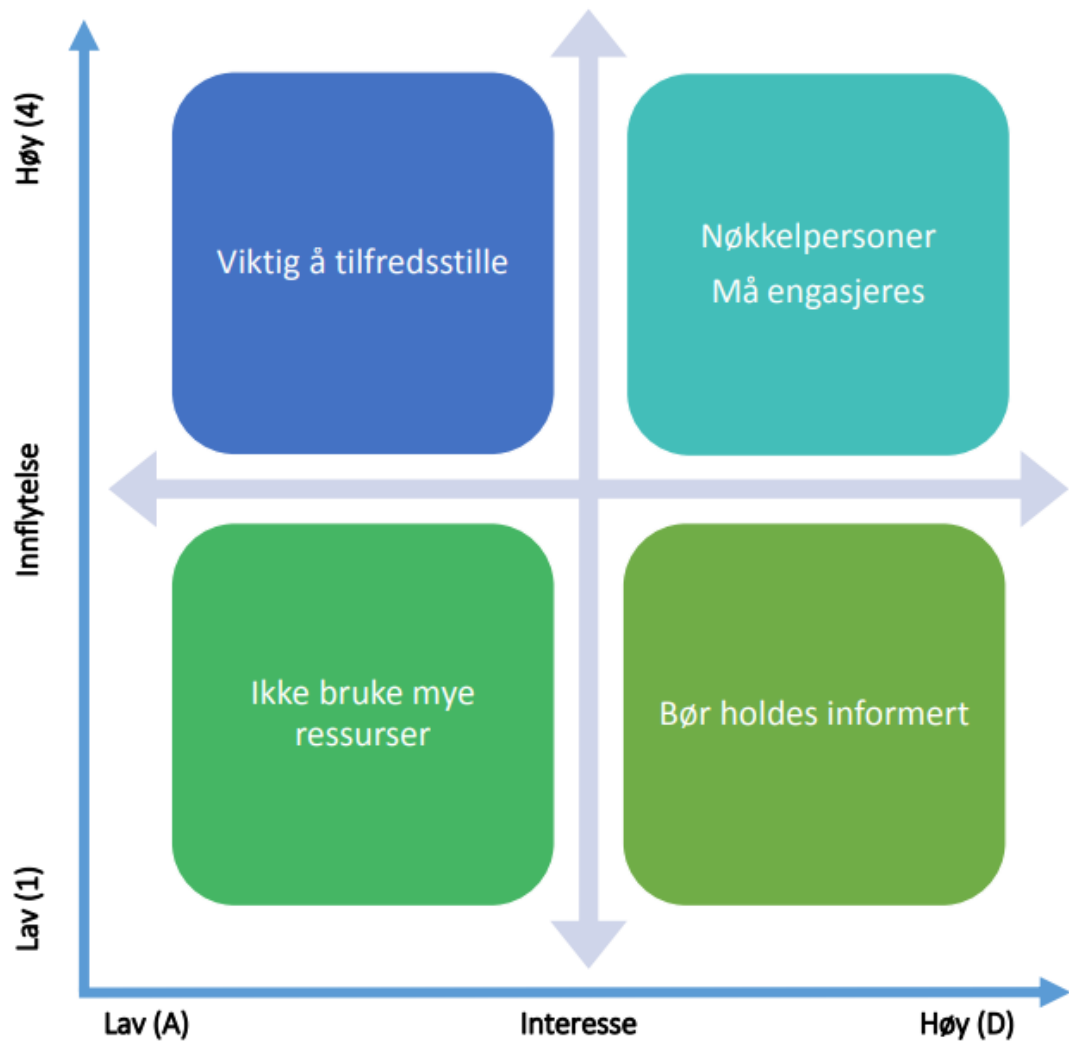 Høy (4)
Viktig å tilfredsstille
Nøkkelpersoner
Må engasjeres
Innflytelse
Ikke bruke mye
ressurser
Bør holdes informert
Lav (1)
Lav (A)
Interesse
Høy (D)